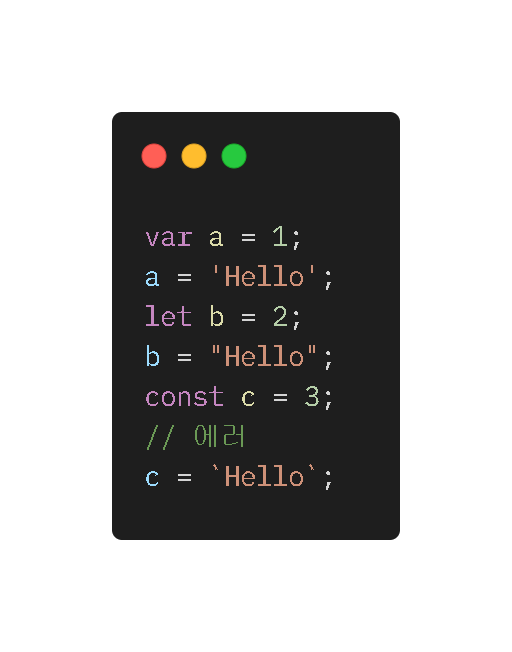 var a = 1;
a = 'Hello';
let b = 2;
b = "Hello";
const c = 3;
// 에러
c = `Hello`;